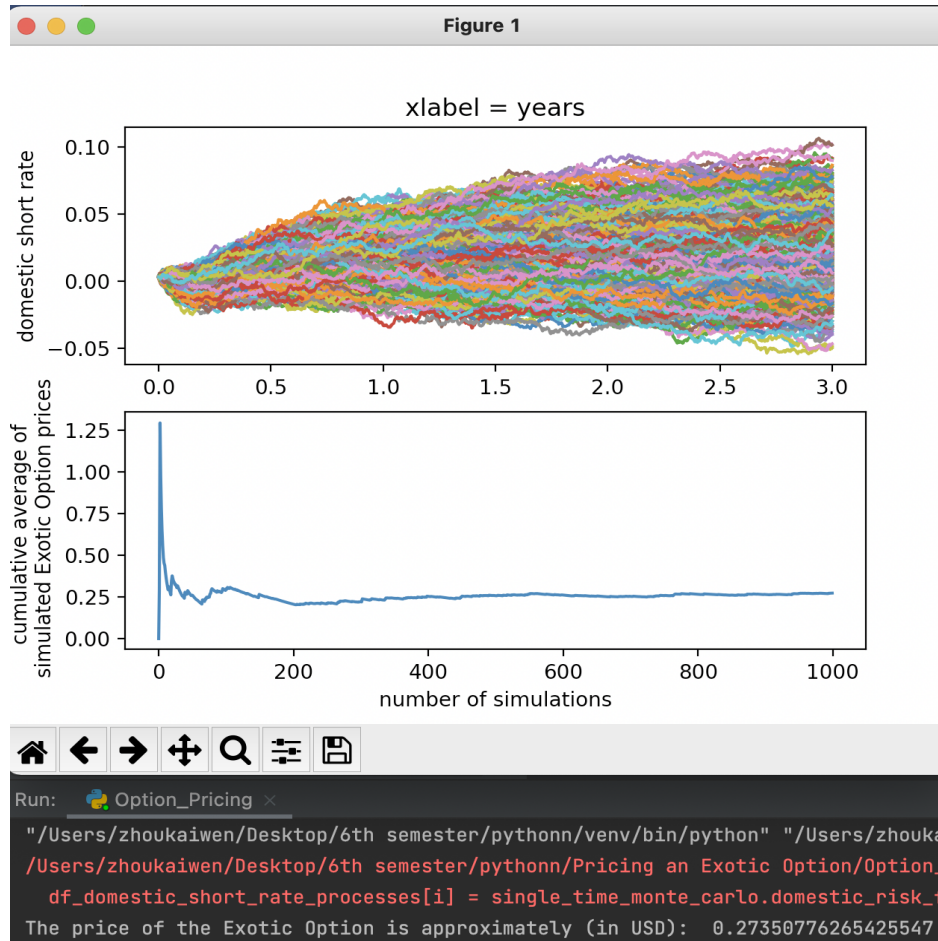 Figure 1
xlabel = years
domestic short rate
0.10
0.05
0.00
−0.05
0.0 0.5 1.0 1.5 2.0 2.5 3.0
cumulative average of
simulated Exotic Option prices
1.25
1.00
0.75
0.50
0.25
0.00
0 200 400 600 800 1000
number of simulations
Run: Option_Pricing ×
"/Users/zhoukaiwen/Desktop/6th semester/pythonn/venv/bin/python" "/Users/zhouka
/Users/zhoukaiwen/Desktop/6th semester/pythonn/Pricing an Exotic Option/Option_
df_domestic_short_rate_processes[i] = single_time_monte_carlo.domestic_risk_
The price of the Exotic Option is approximately (in USD):  0.27350776265425547